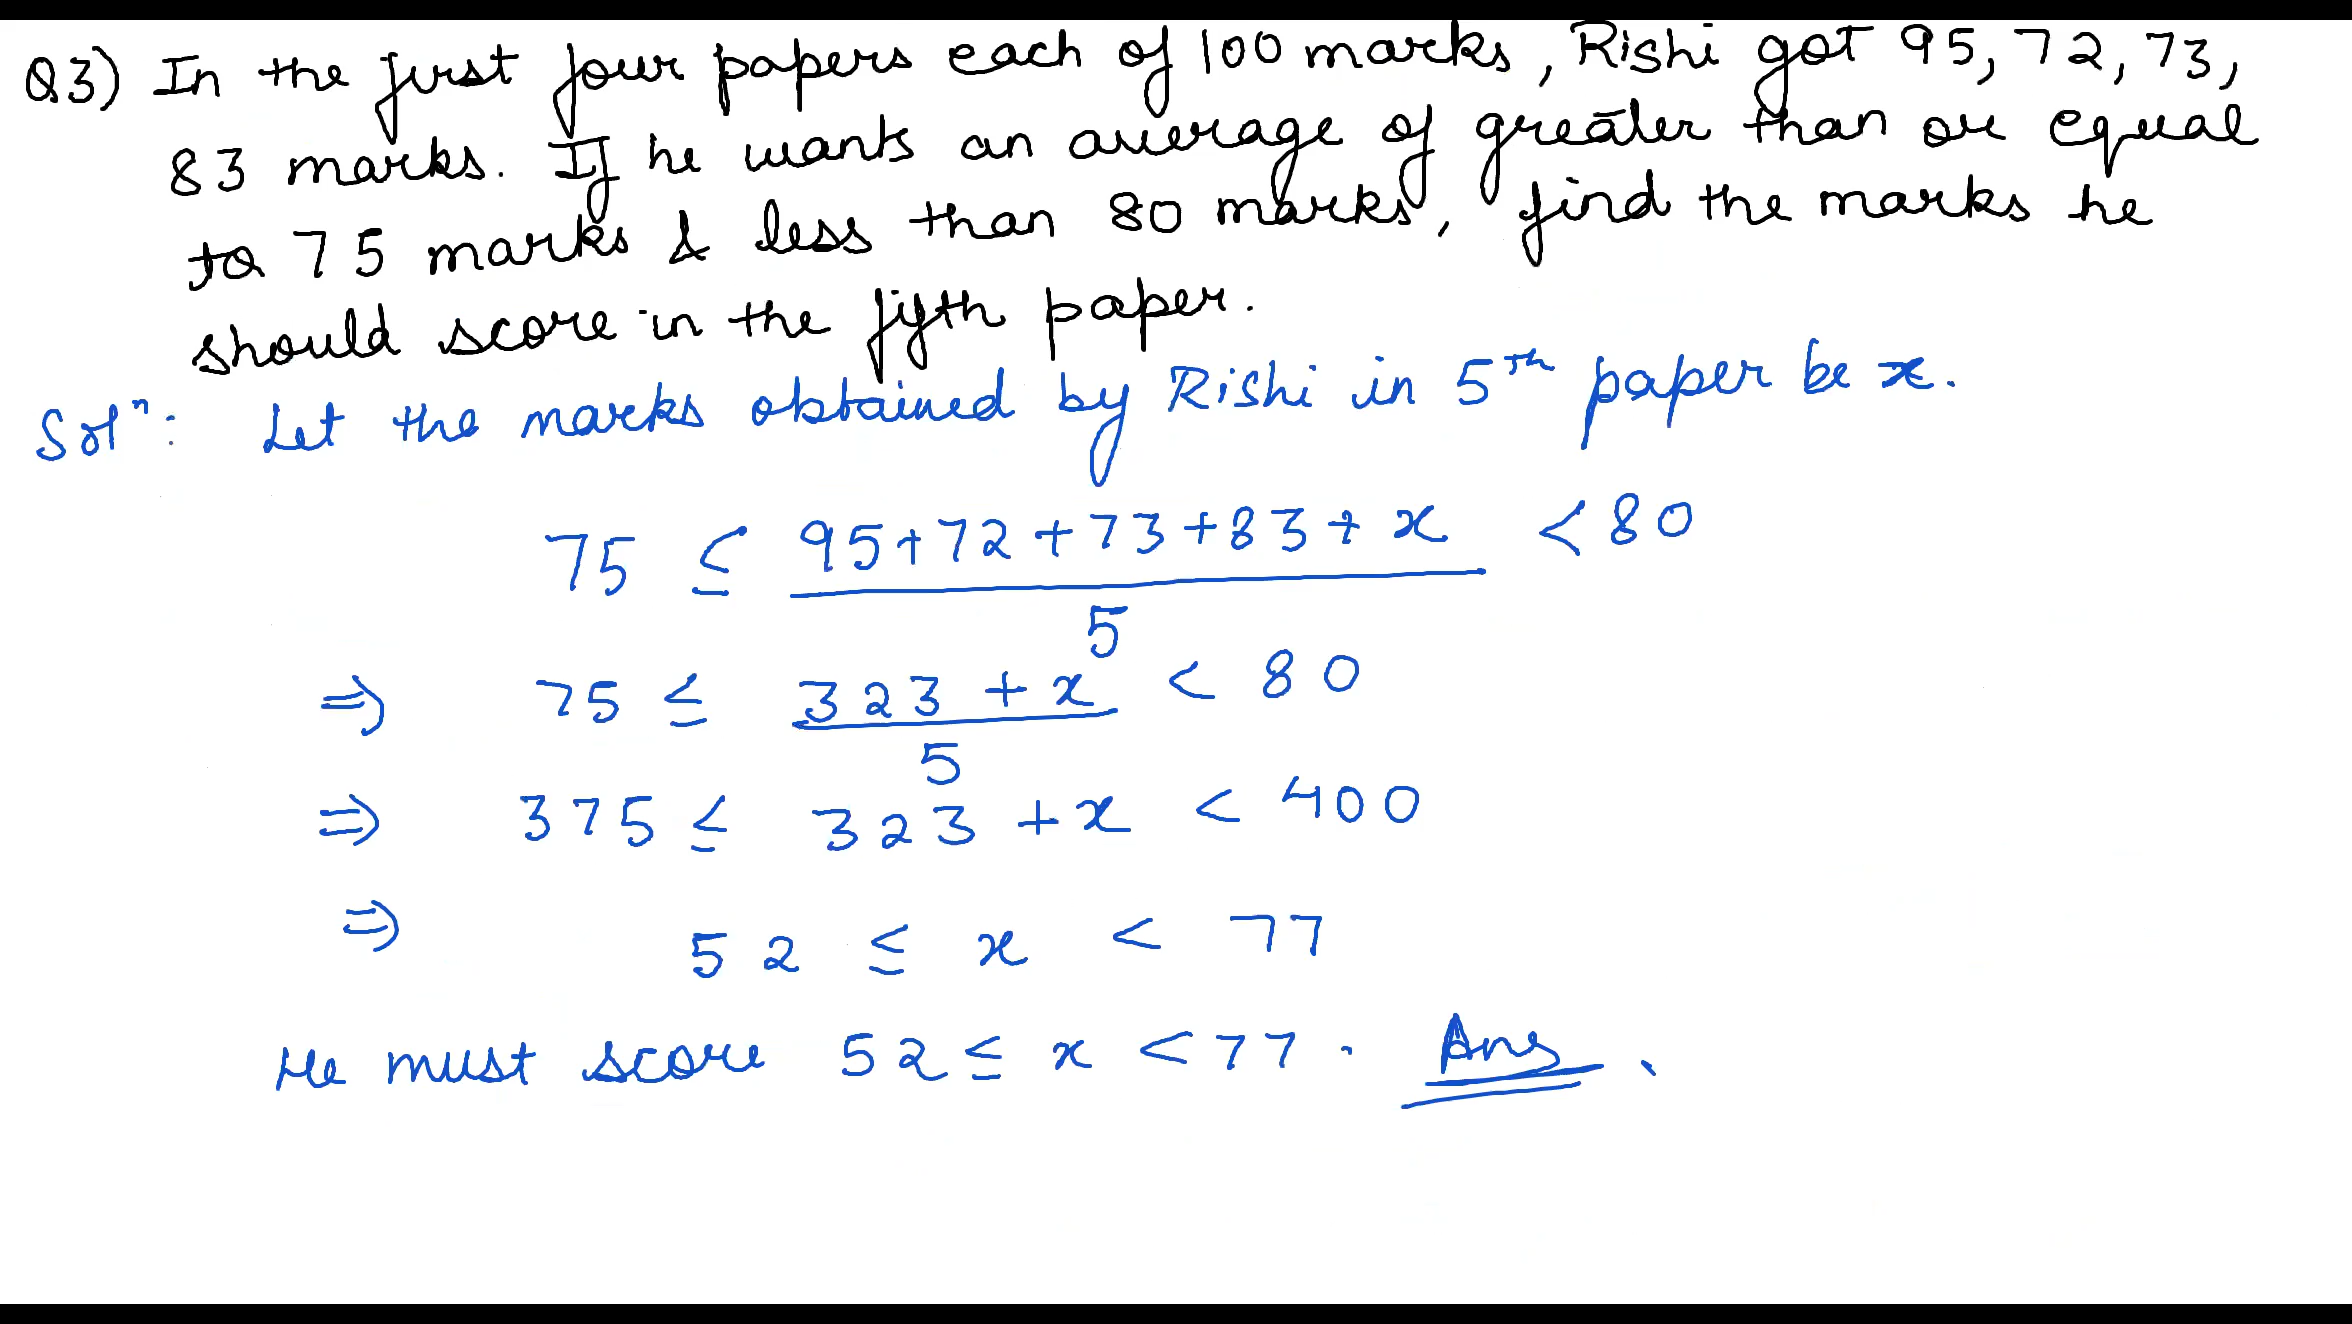 Q3) In the first four papers each of 100 marks, Rishi got 95, 72, 73,
83 marks. If he wants an average of greater than or equal
to 75 marks & less than 80 marks, find the marks he
should score in the fifth paper.
Solⁿ: Let the marks obtained by Rishi in 5ᵗʰ paper be x.
75 ≤ 95+72+73+83+x < 80
5
⇒ 75 ≤ 323 + x < 80
5
⇒ 375 ≤ 323 + x < 400
⇒ 52 ≤ x < 77
He must score 52 ≤ x < 77. Ans.